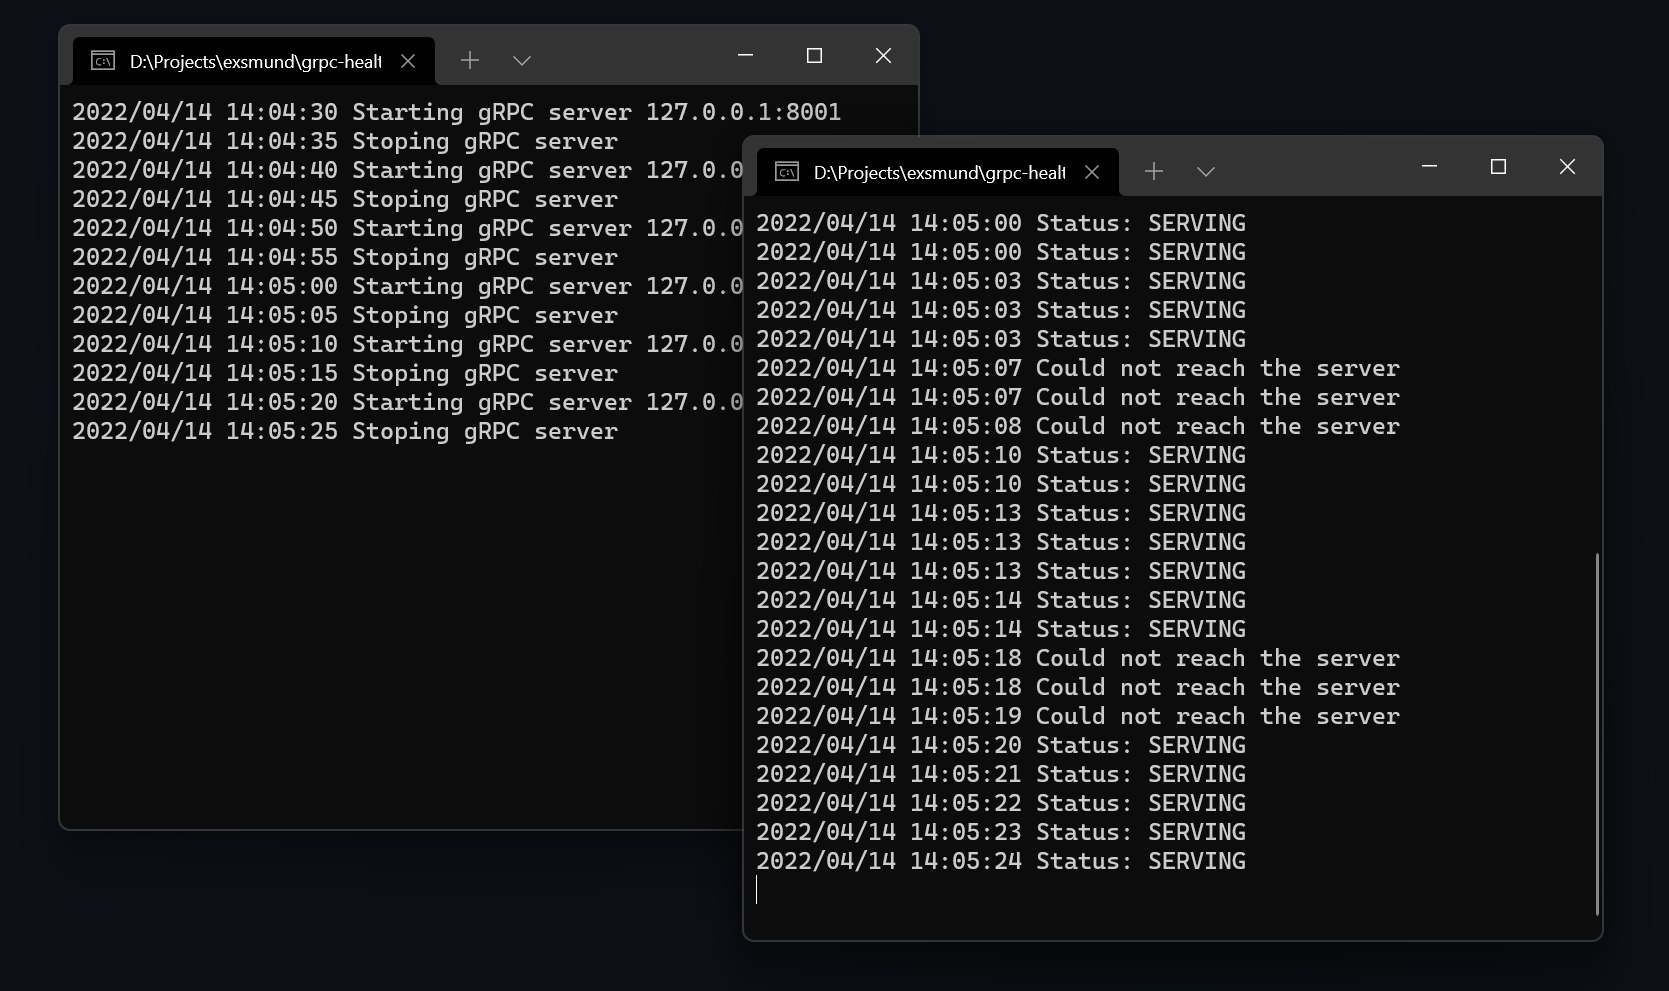 D:\Projects\exsmund\grpc-healt
2022/04/14 14:04:30 Starting gRPC server 127.0.0.1:8001
2022/04/14 14:04:35 Stoping gRPC server
2022/04/14 14:04:40 Starting gRPC server 127.0.0
2022/04/14 14:04:45 Stoping gRPC server
2022/04/14 14:04:50 Starting gRPC server 127.0.0
2022/04/14 14:04:55 Stoping gRPC server
2022/04/14 14:05:00 Starting gRPC server 127.0.0
2022/04/14 14:05:05 Stoping gRPC server
2022/04/14 14:05:10 Starting gRPC server 127.0.0
2022/04/14 14:05:15 Stoping gRPC server
2022/04/14 14:05:20 Starting gRPC server 127.0.0
2022/04/14 14:05:25 Stoping gRPC server
D:\Projects\exsmund\grpc-healt
2022/04/14 14:05:00 Status: SERVING
2022/04/14 14:05:00 Status: SERVING
2022/04/14 14:05:03 Status: SERVING
2022/04/14 14:05:03 Status: SERVING
2022/04/14 14:05:03 Status: SERVING
2022/04/14 14:05:07 Could not reach the server
2022/04/14 14:05:07 Could not reach the server
2022/04/14 14:05:08 Could not reach the server
2022/04/14 14:05:10 Status: SERVING
2022/04/14 14:05:10 Status: SERVING
2022/04/14 14:05:13 Status: SERVING
2022/04/14 14:05:13 Status: SERVING
2022/04/14 14:05:13 Status: SERVING
2022/04/14 14:05:14 Status: SERVING
2022/04/14 14:05:14 Status: SERVING
2022/04/14 14:05:18 Could not reach the server
2022/04/14 14:05:18 Could not reach the server
2022/04/14 14:05:19 Could not reach the server
2022/04/14 14:05:20 Status: SERVING
2022/04/14 14:05:21 Status: SERVING
2022/04/14 14:05:22 Status: SERVING
2022/04/14 14:05:23 Status: SERVING
2022/04/14 14:05:24 Status: SERVING